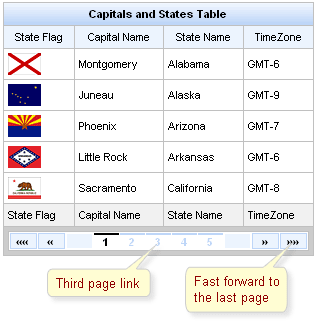 Capitals and States Table
State Flag Capital Name State Name TimeZone
Montgomery Alabama GMT-6
Juneau Alaska GMT-9
Phoenix Arizona GMT-7
Little Rock Arkansas GMT-6
Sacramento California GMT-8
State Flag Capital Name State Name TimeZone
«« « 1 2 3 4 5 » »»
Third page link
Fast forward to
the last page